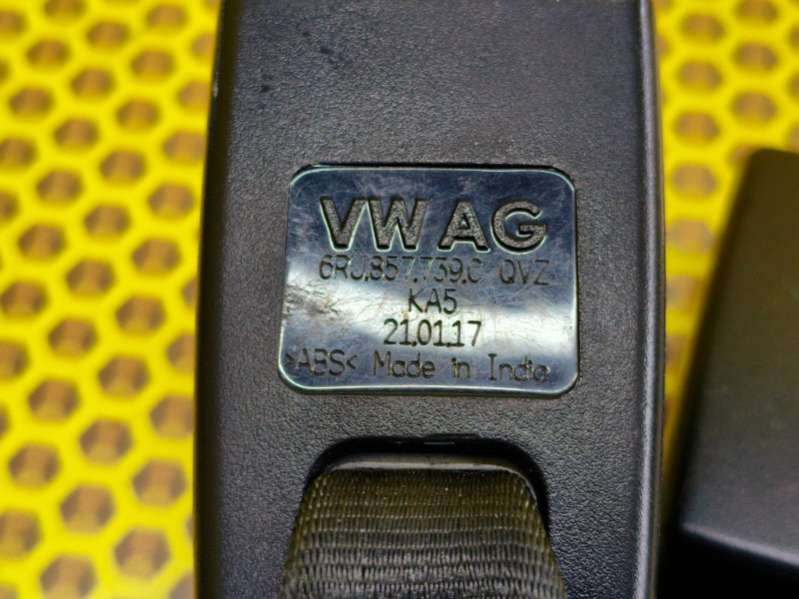 VW AG
6RU.857.739.C QVZ
KA5
21.01.17
>ABS< Made in India